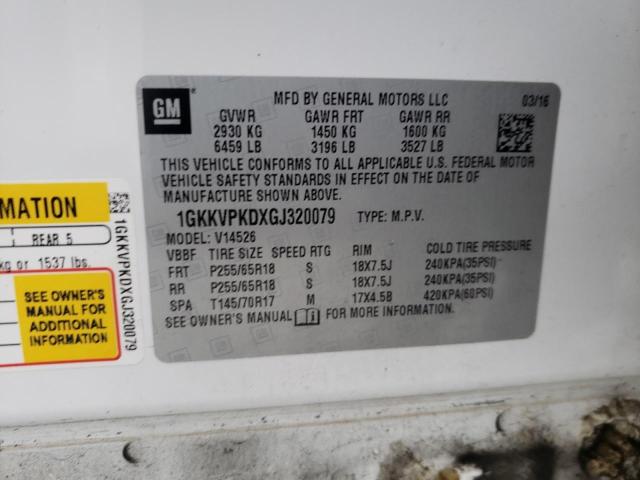 GM
MFD BY GENERAL MOTORS LLC 03/16
GVWR GAWR FRT GAWR RR
2930 KG 1450 KG 1600 KG
6459 LB 3196 LB 3527 LB
THIS VEHICLE CONFORMS TO ALL APPLICABLE U.S. FEDERAL MOTOR
VEHICLE SAFETY STANDARDS IN EFFECT ON THE DATE OF
MANUFACTURE SHOWN ABOVE.
1GKKVPKDXGJ320079 TYPE: M.P.V.
MODEL: V14526
VBBF TIRE SIZE SPEED RTG RIM COLD TIRE PRESSURE
FRT P255/65R18 S 18X7.5J 240KPA(35PSI)
RR P255/65R18 S 18X7.5J 240KPA(35PSI)
SPA T145/70R17 M 17X4.5B 420KPA(60PSI)
SEE OWNER'S MANUAL FOR MORE INFORMATION.
MATION
REAR 5
kg or 1537 lbs.
SEE OWNER'S
MANUAL FOR
ADDITIONAL
INFORMATION
1GKKVPKDXGJ320079